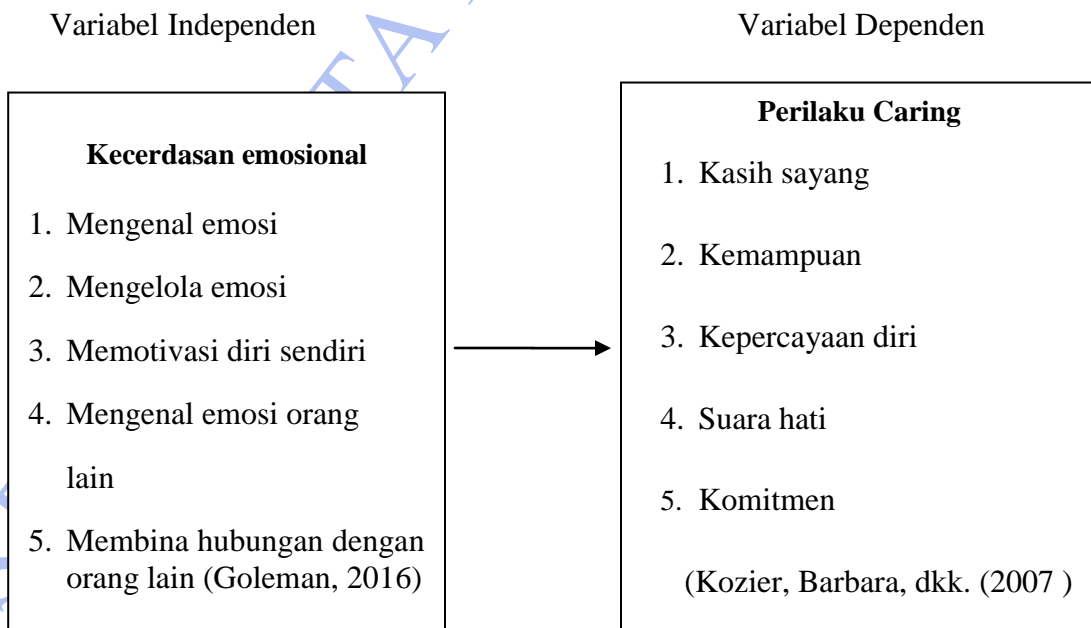 Variabel Independen
Variabel Dependen
Kecerdasan emosional
1. Mengenal emosi
2. Mengelola emosi
3. Memotivasi diri sendiri
4. Mengenal emosi orang
lain
5. Membina hubungan dengan
orang lain (Goleman, 2016)
Perilaku Caring
1. Kasih sayang
2. Kemampuan
3. Kepercayaan diri
4. Suara hati
5. Komitmen
(Kozier, Barbara, dkk. (2007 )